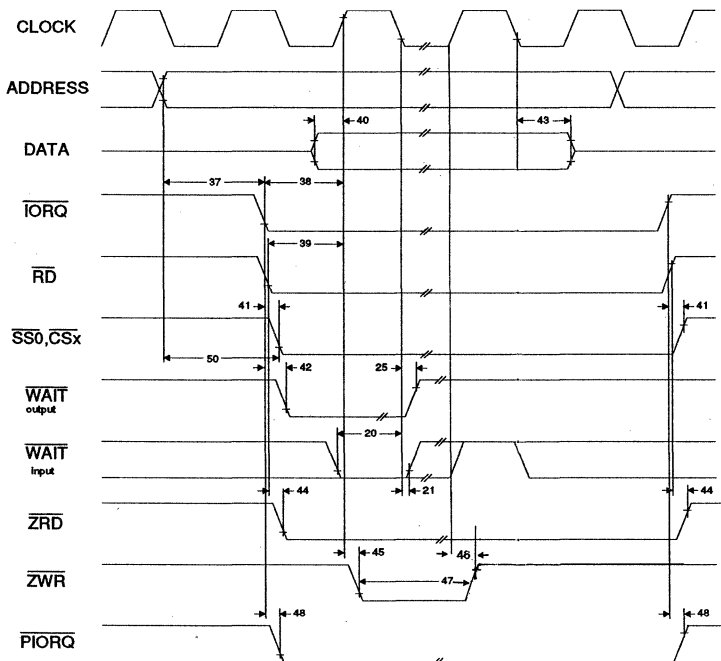 CLOCK
ADDRESS
40
43
DATA
37
38
IORQ
39
RD
41
41
SS0,CSx
50
42
25
WAIT
output
20
WAIT
input
21
44
44
ZRD
45
46
47
ZWR
48
48
PIORQ